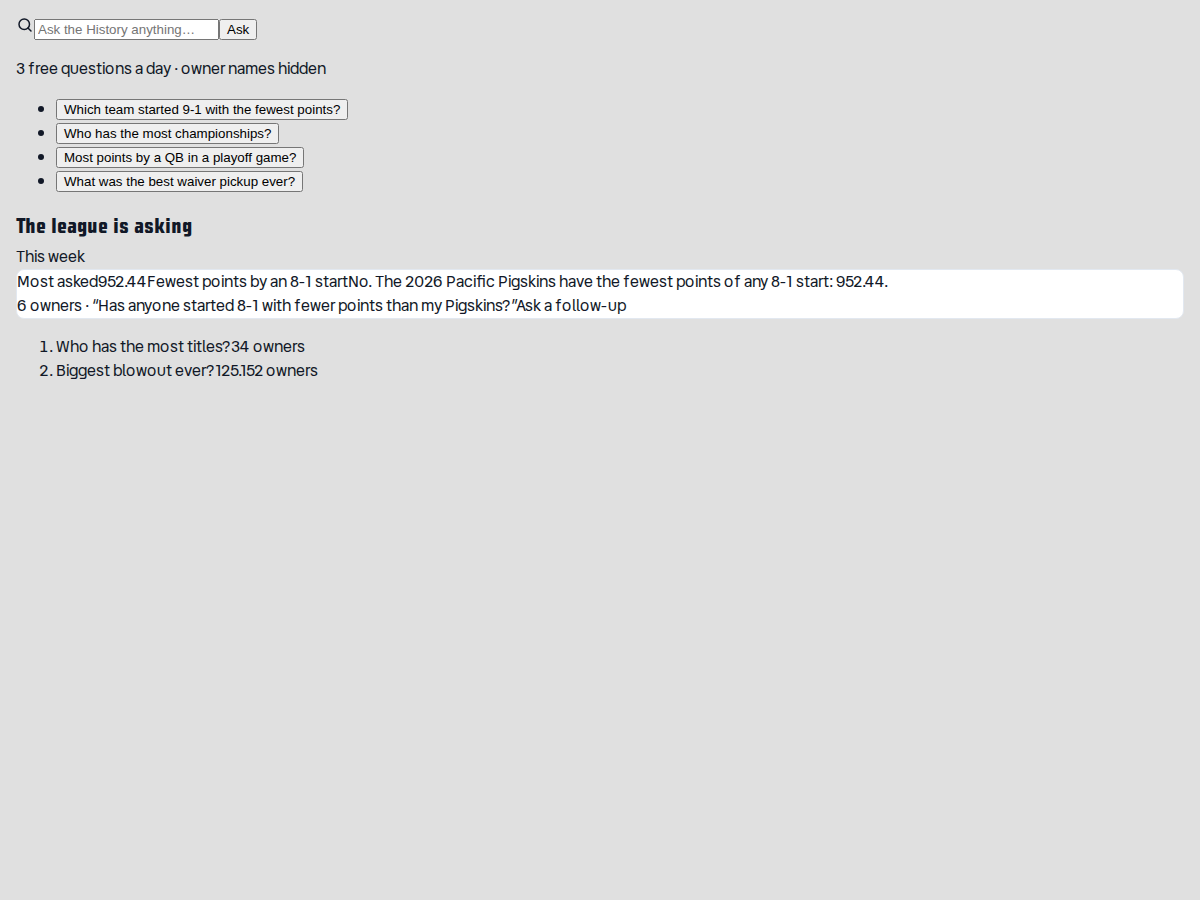 Ask the History anything… Ask
3 free questions a day · owner names hidden
Which team started 9-1 with the fewest points?
Who has the most championships?
Most points by a QB in a playoff game?
What was the best waiver pickup ever?
The league is asking
This week
Most asked952.44Fewest points by an 8-1 startNo. The 2026 Pacific Pigskins have the fewest points of any 8-1 start: 952.44.
6 owners · “Has anyone started 8-1 with fewer points than my Pigskins?”Ask a follow-up
1. Who has the most titles?34 owners
2. Biggest blowout ever?125.152 owners